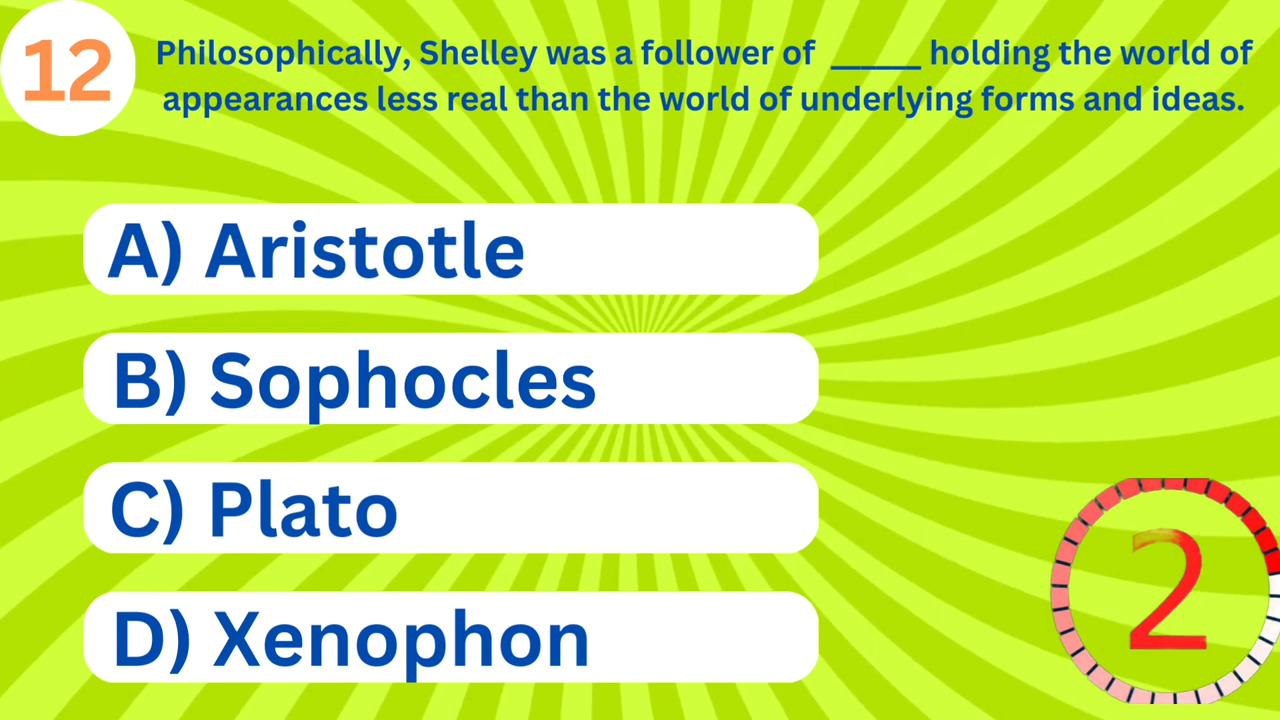 12
Philosophically, Shelley was a follower of _____ holding the world of
appearances less real than the world of underlying forms and ideas.
A) Aristotle
B) Sophocles
C) Plato
D) Xenophon
2